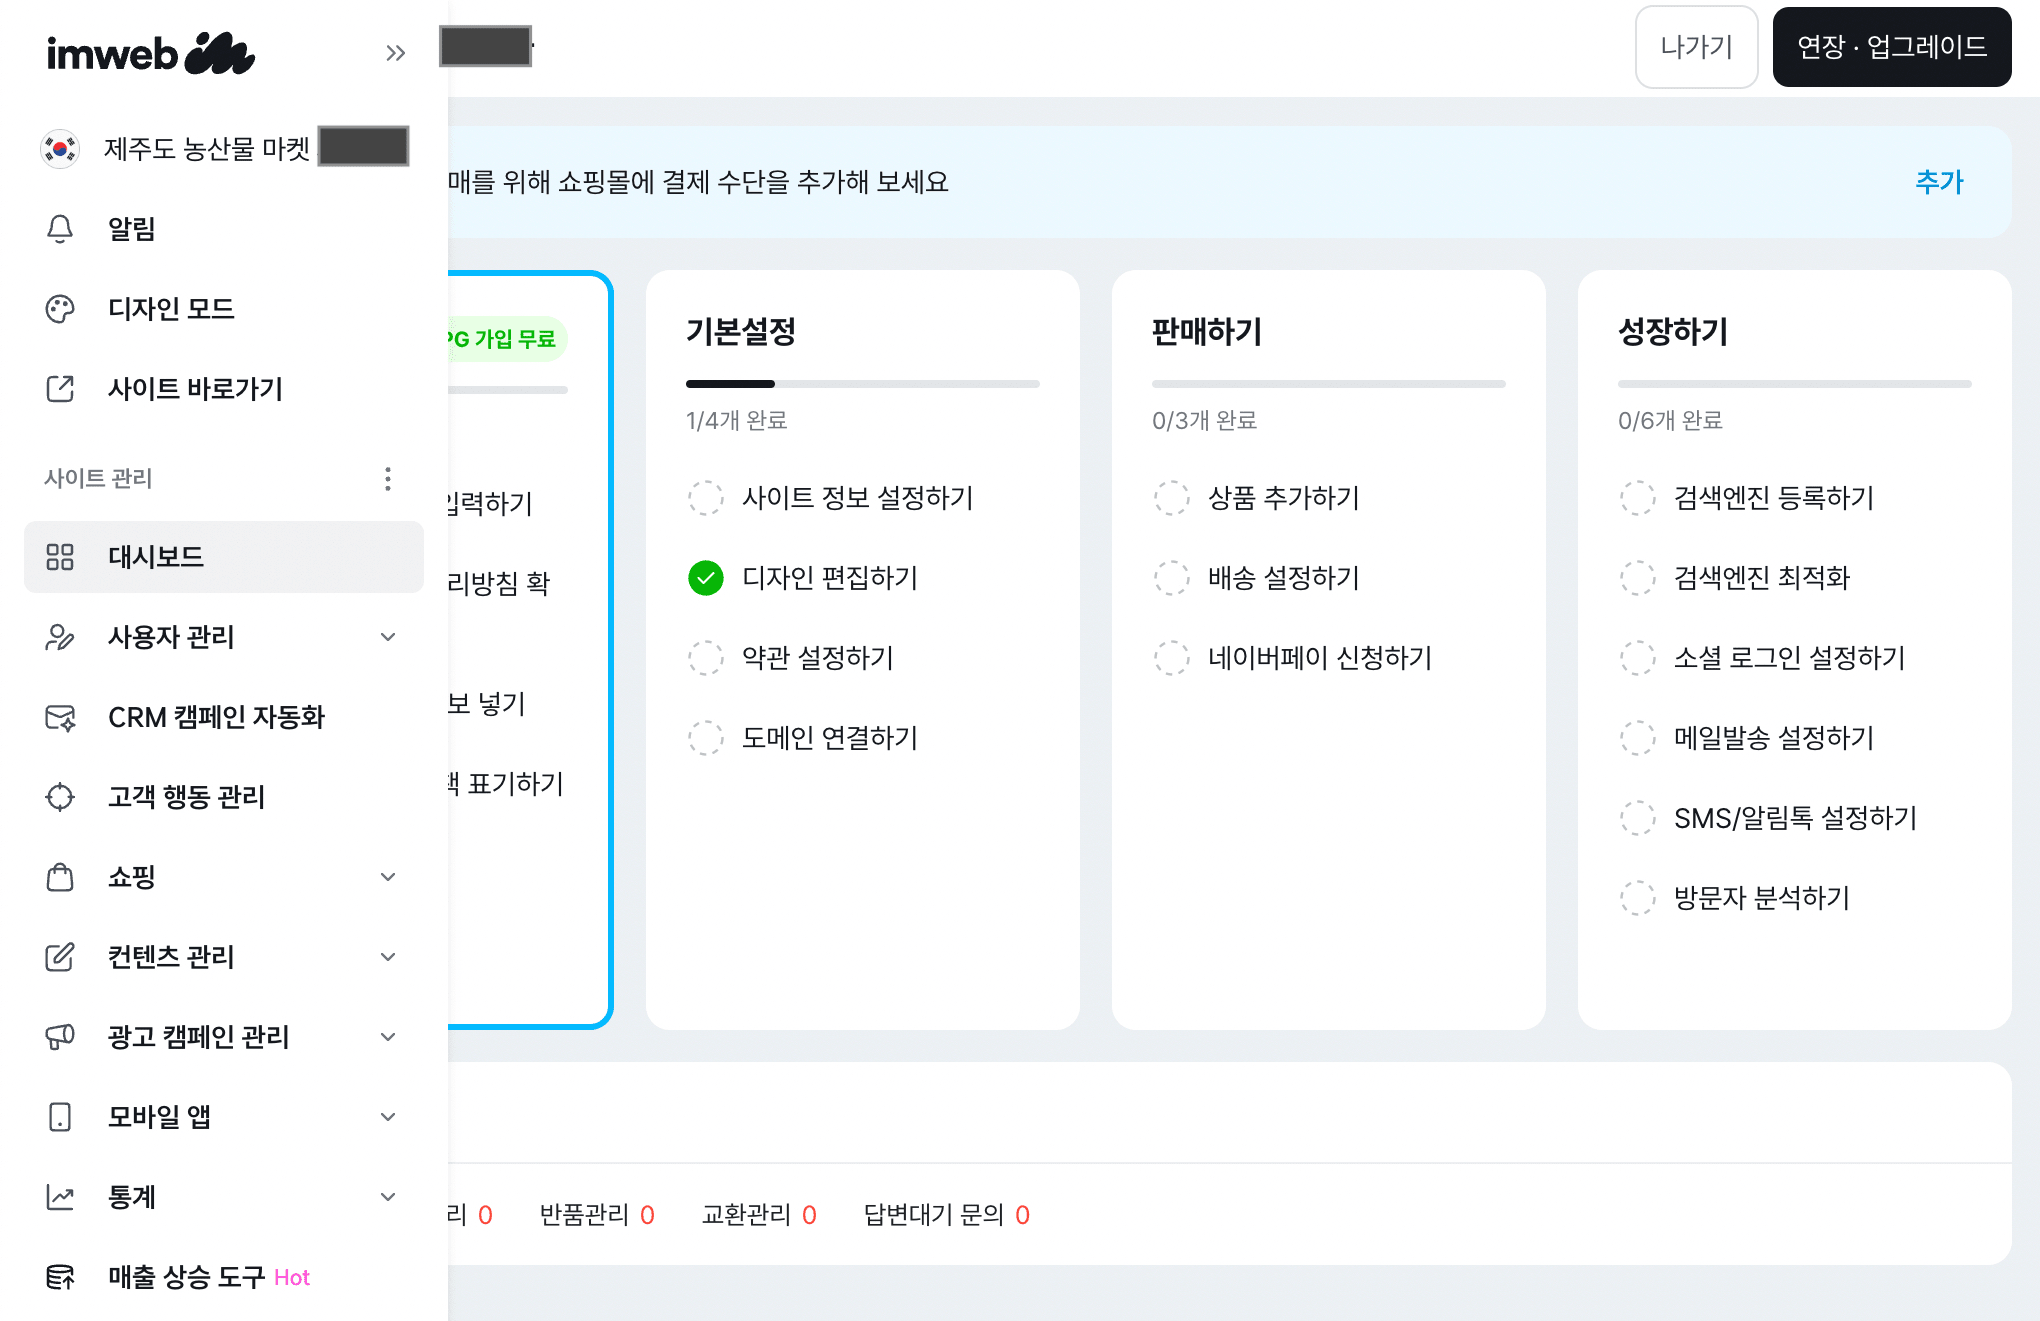 imweb
제주도 농산물 마켓
알림
디자인 모드
사이트 바로가기
사이트 관리
대시보드
사용자 관리
CRM 캠페인 자동화
고객 행동 관리
쇼핑
컨텐츠 관리
광고 캠페인 관리
모바일 앱
통계
매출 상승 도구 Hot
나가기
연장 · 업그레이드
매를 위해 쇼핑몰에 결제 수단을 추가해 보세요
추가
PG 가입 무료
입력하기
리방침 확
보 넣기
표기하기
기본설정
1/4개 완료
사이트 정보 설정하기
디자인 편집하기
약관 설정하기
도메인 연결하기
판매하기
0/3개 완료
상품 추가하기
배송 설정하기
네이버페이 신청하기
성장하기
0/6개 완료
검색엔진 등록하기
검색엔진 최적화
소셜 로그인 설정하기
메일발송 설정하기
SMS/알림톡 설정하기
방문자 분석하기
리 0 반품관리 0 교환관리 0 답변대기 문의 0